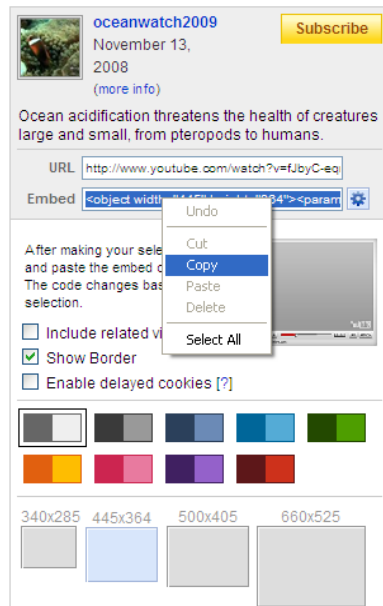 oceanwatch2009
Subscribe
November 13,
2008
(more info)
Ocean acidification threatens the health of creatures
large and small, from pteropods to humans.
URL http://www.youtube.com/watch?v=fJbyC-eq
Embed <object width="445" height="364"><param
Undo
Cut
Copy
Paste
Delete
Select All
After making your sele
and paste the embed
The code changes bas
selection.
Include related vi
Show Border
Enable delayed cookies [?]
340x285 445x364 500x405 660x525